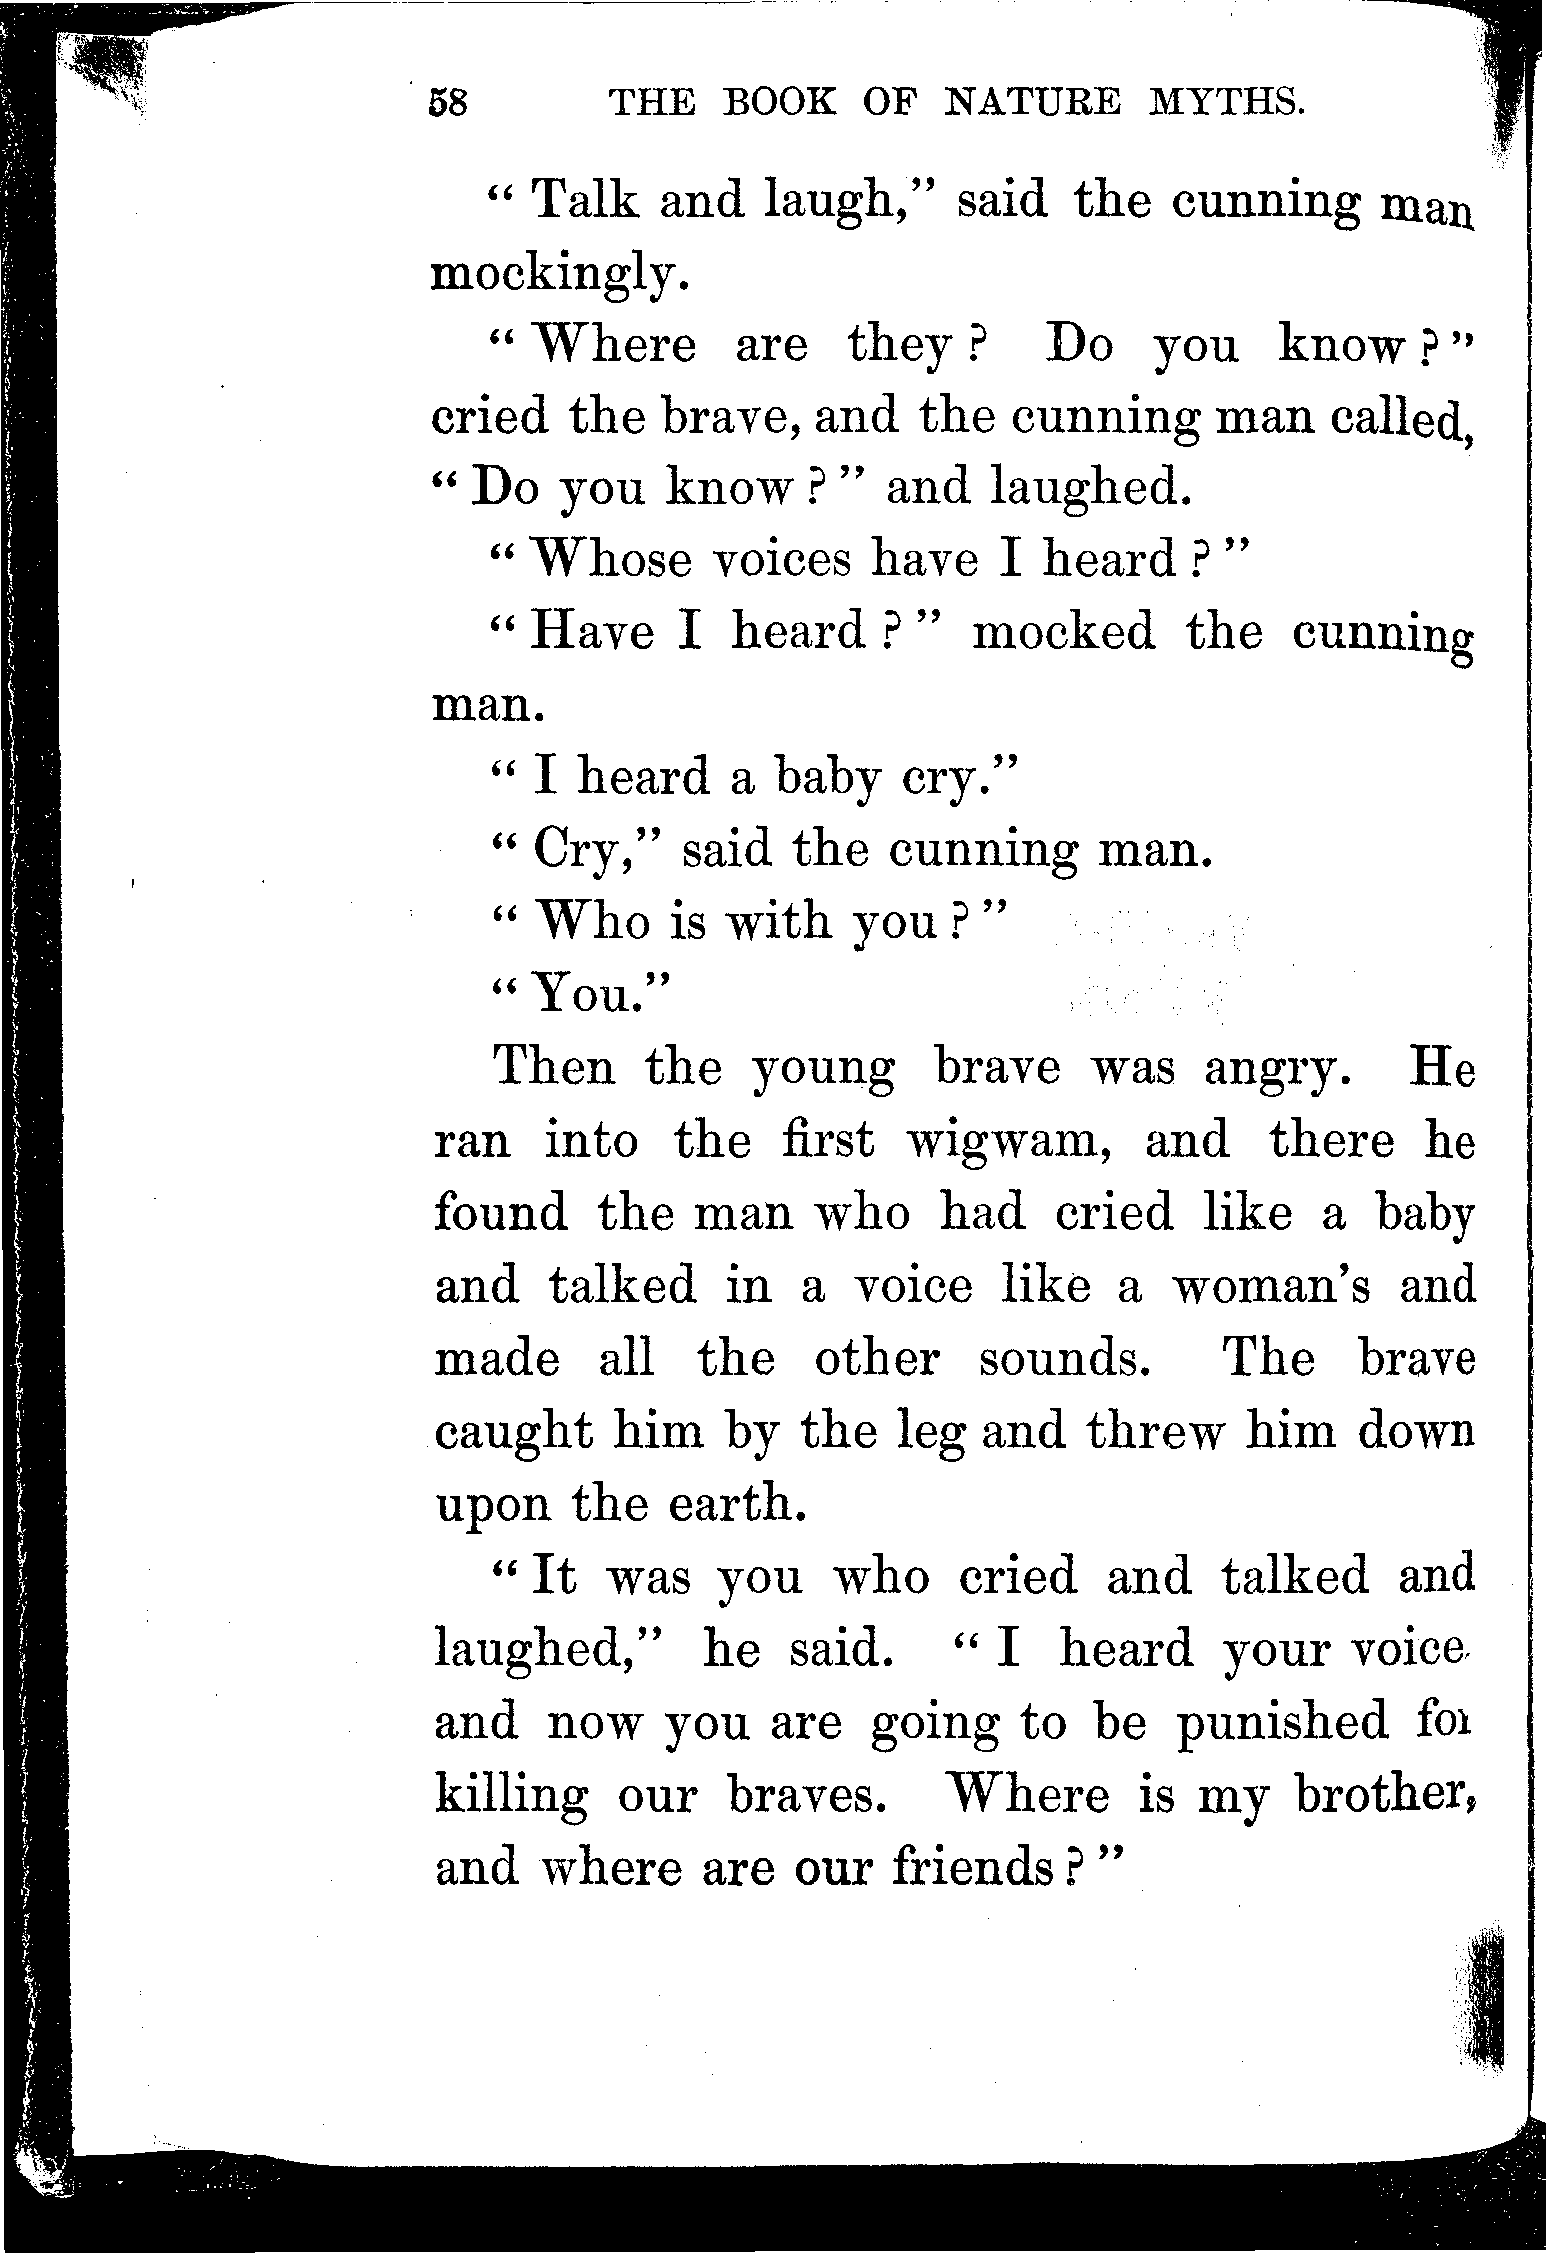 58 THE BOOK OF NATURE MYTHS.
“ Talk and laugh,” said the cunning man
mockingly.
“ Where are they ? Do you know ? ”
cried the brave, and the cunning man called,
“ Do you know ? ” and laughed.
“ Whose voices have I heard ? ”
“ Have I heard ? ” mocked the cunning
man.
“ I heard a baby cry.”
“ Cry,” said the cunning man.
“ Who is with you ? ”
“ You.”
Then the young brave was angry. He
ran into the first wigwam, and there he
found the man who had cried like a baby
and talked in a voice like a woman’s and
made all the other sounds. The brave
caught him by the leg and threw him down
upon the earth.
“ It was you who cried and talked and
laughed,” he said. “ I heard your voice,
and now you are going to be punished for
killing our braves. Where is my brother,
and where are our friends ? ”